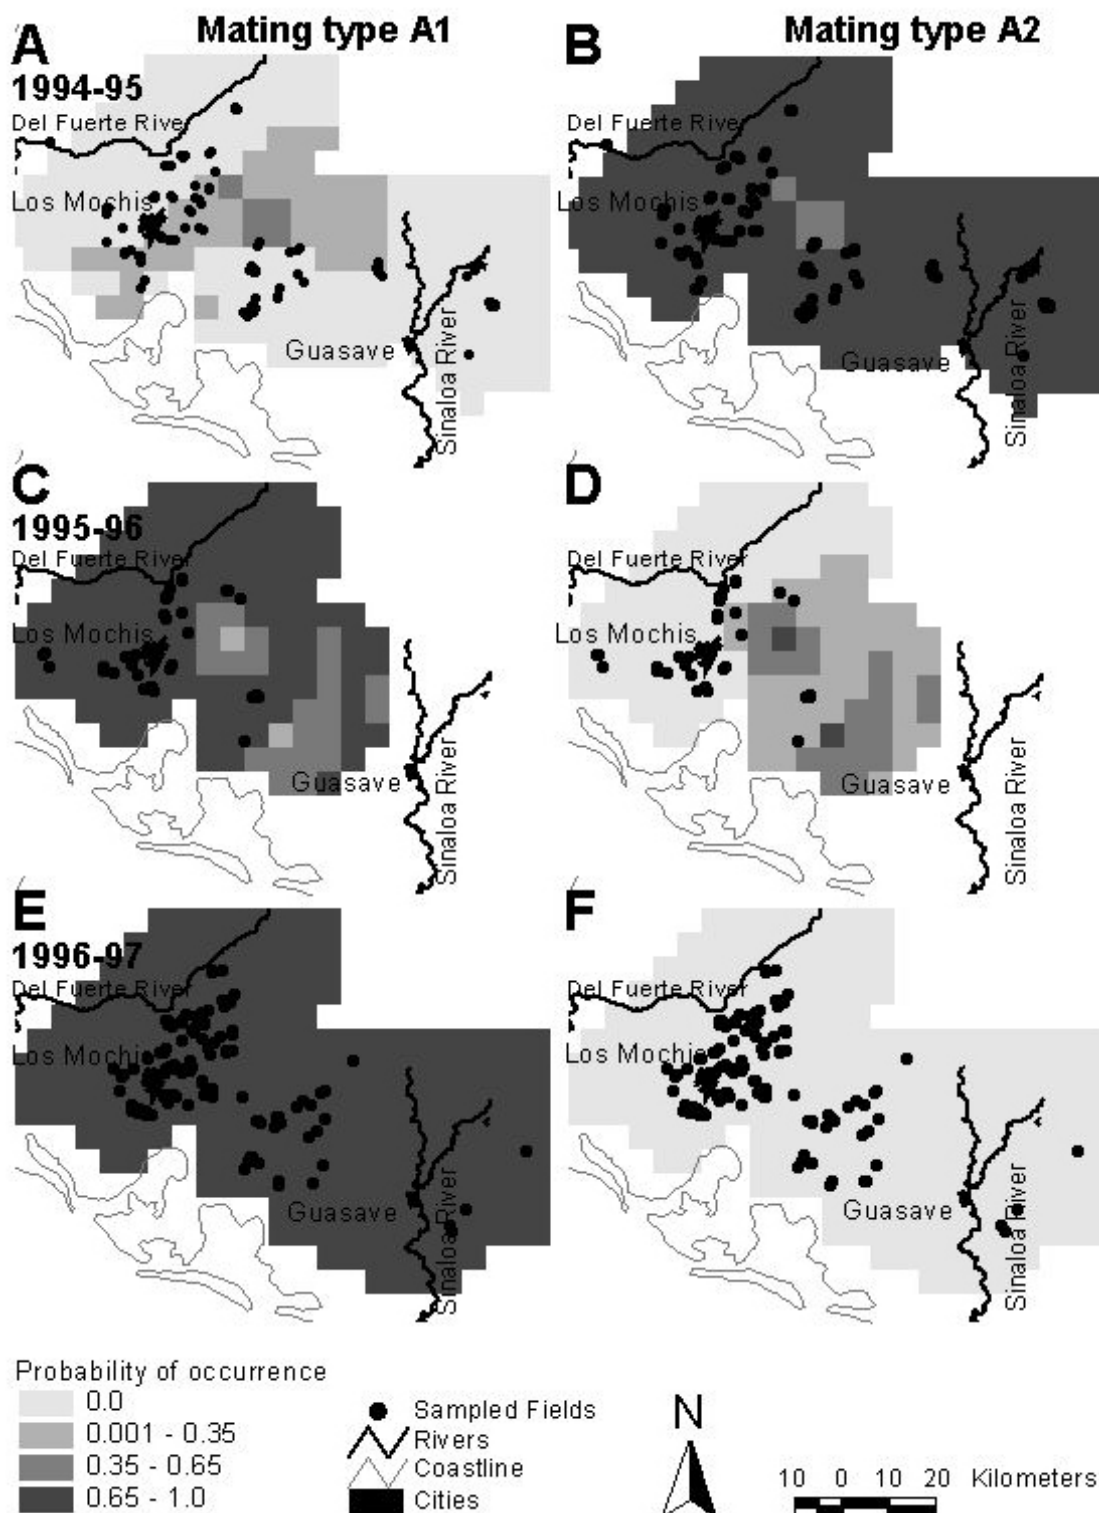 A Mating type A1
B Mating type A2
1994-95
Del Fuerte River
Del Fuerte River
Los Mochis
Los Mochis
Guasave
Sinaloa River
Guasave
Sinaloa River
C
D
1995-96
Del Fuerte River
Del Fuerte River
Los Mochis
Los Mochis
Guasave
Sinaloa River
Guasave
Sinaloa River
E
F
1996-97
Del Fuerte River
Del Fuerte River
Los Mochis
Los Mochis
Guasave
Sinaloa River
Guasave
Sinaloa River
Probability of occurrence
0.0
0.001 - 0.35
0.35 - 0.65
0.65 - 1.0
Sampled Fields
Rivers
Coastline
Cities
N
10 0 10 20 Kilometers